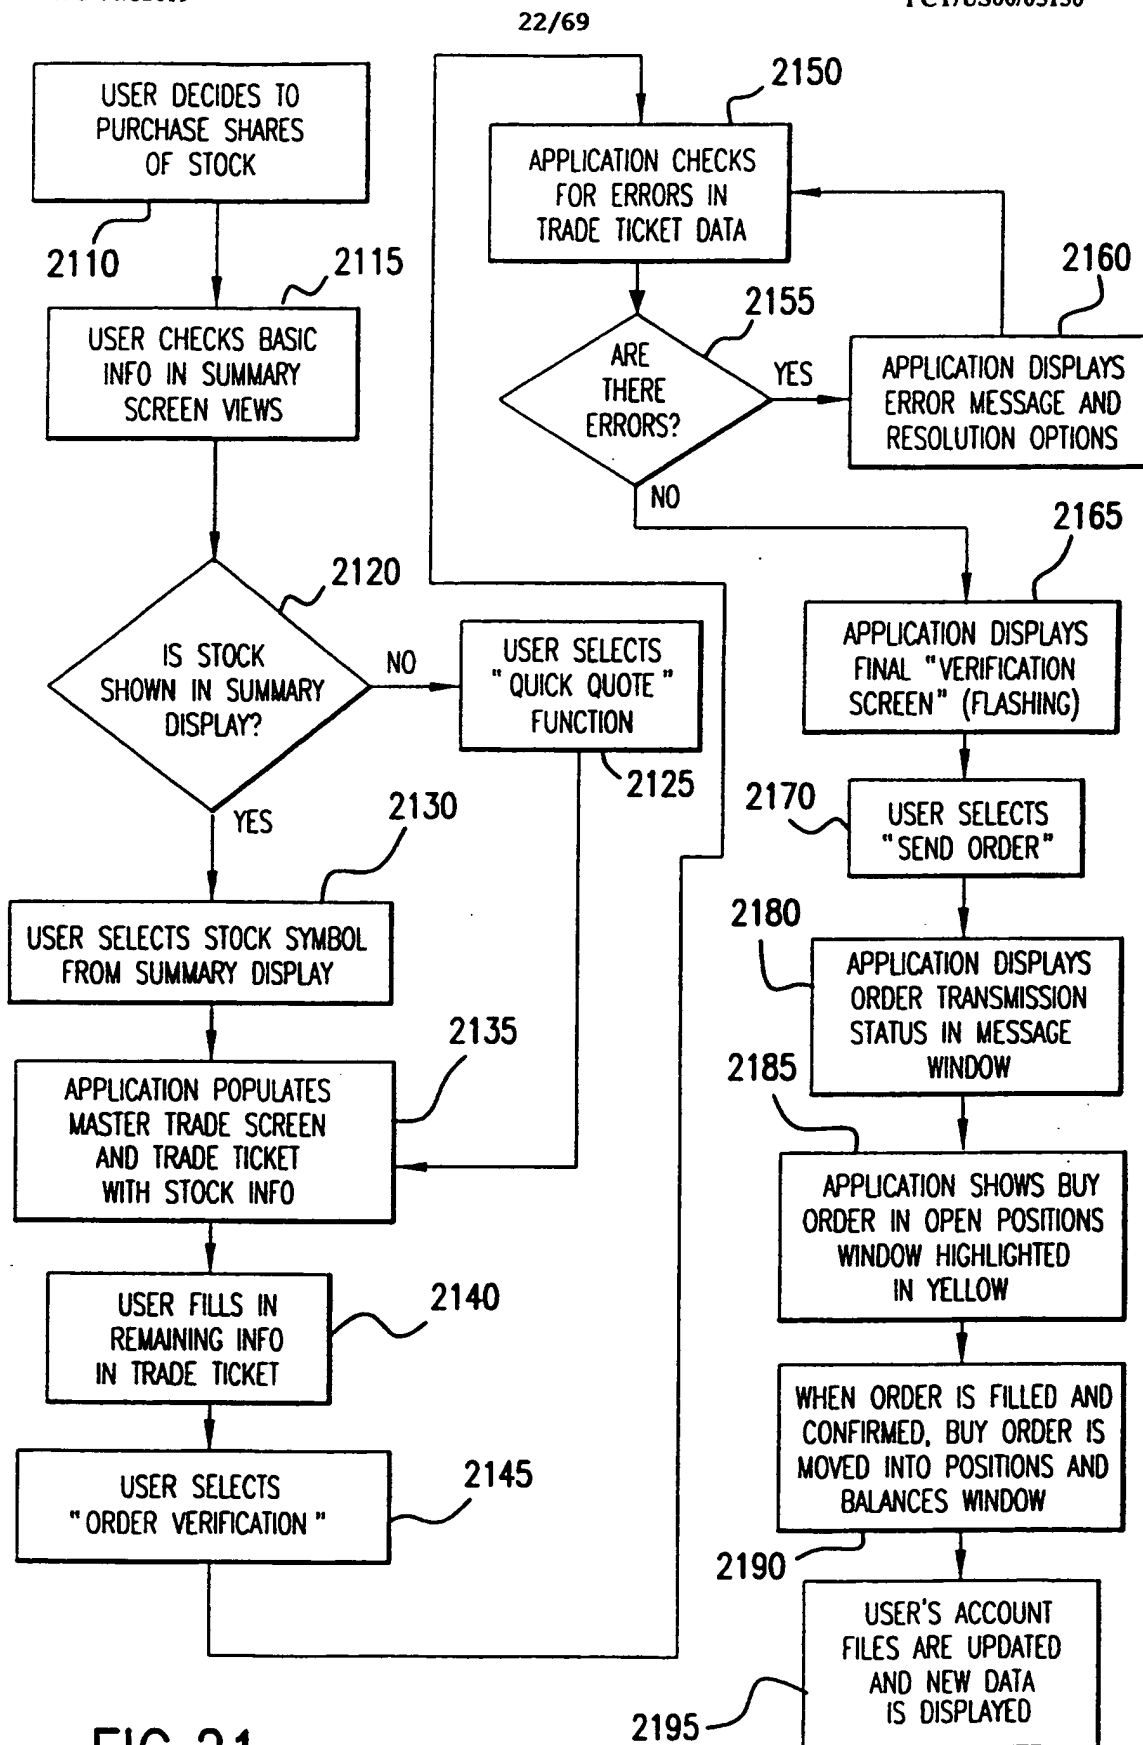 22/69
USER DECIDES TO
PURCHASE SHARES
OF STOCK
2110
2115
USER CHECKS BASIC
INFO IN SUMMARY
SCREEN VIEWS
2120
IS STOCK
SHOWN IN SUMMARY
DISPLAY?
NO
YES
USER SELECTS
"QUICK QUOTE"
FUNCTION
2125
2130
USER SELECTS STOCK SYMBOL
FROM SUMMARY DISPLAY
2135
APPLICATION POPULATES
MASTER TRADE SCREEN
AND TRADE TICKET
WITH STOCK INFO
2140
USER FILLS IN
REMAINING INFO
IN TRADE TICKET
2145
USER SELECTS
"ORDER VERIFICATION"
2150
APPLICATION CHECKS
FOR ERRORS IN
TRADE TICKET DATA
2155
ARE
THERE
ERRORS?
YES
NO
2160
APPLICATION DISPLAYS
ERROR MESSAGE AND
RESOLUTION OPTIONS
2165
APPLICATION DISPLAYS
FINAL "VERIFICATION
SCREEN" (FLASHING)
2170
USER SELECTS
"SEND ORDER"
2180
APPLICATION DISPLAYS
ORDER TRANSMISSION
STATUS IN MESSAGE
WINDOW
2185
APPLICATION SHOWS BUY
ORDER IN OPEN POSITIONS
WINDOW HIGHLIGHTED
IN YELLOW
WHEN ORDER IS FILLED AND
CONFIRMED, BUY ORDER IS
MOVED INTO POSITIONS AND
BALANCES WINDOW
2190
USER'S ACCOUNT
FILES ARE UPDATED
AND NEW DATA
IS DISPLAYED
2195
FIG. 21